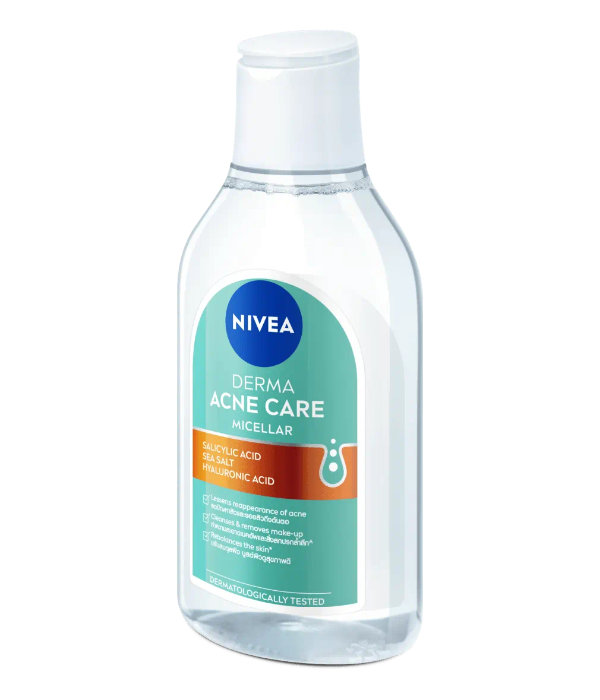 NIVEA
DERMA
ACNE CARE
MICELLAR
SALICYLIC ACID
SEA SALT
HYALURONIC ACID
Lessens reappearance of acne
Cleanses & removes make-up
Rebalances the skin*
DERMATOLOGICALLY TESTED